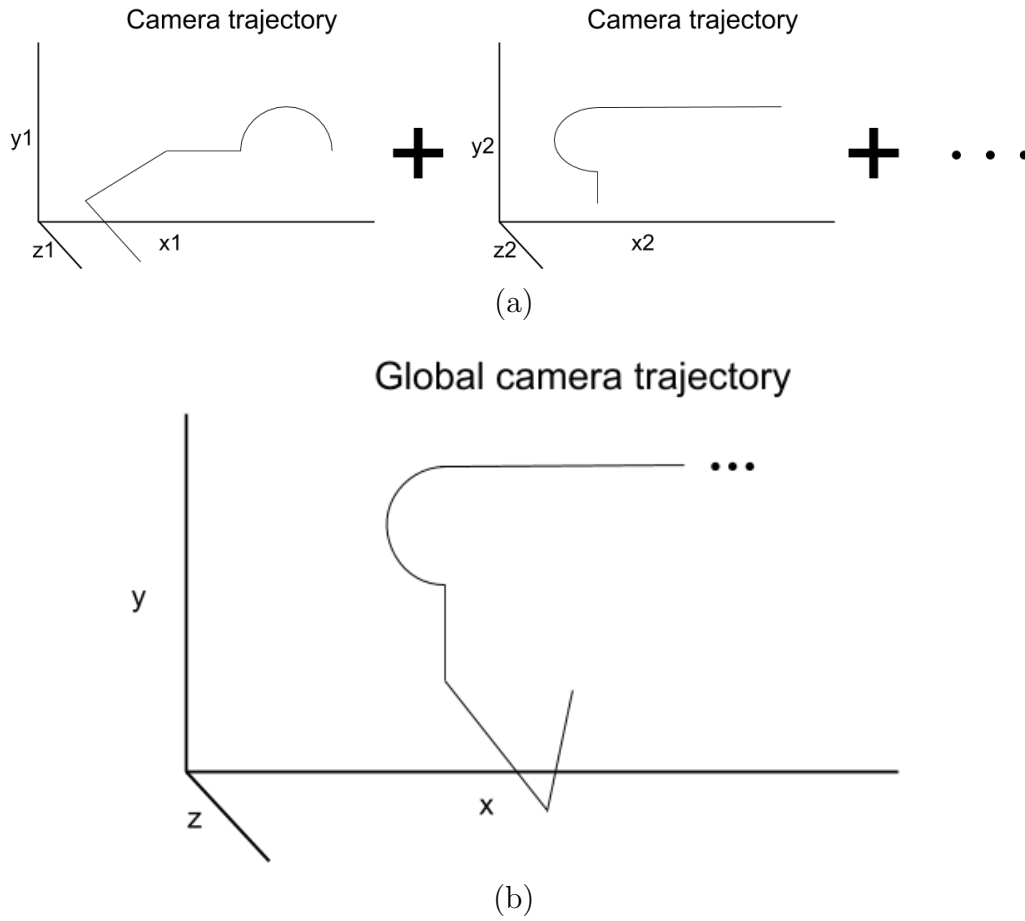 Camera trajectory Camera trajectory
y1 + y2 + ...
z1 x1 z2 x2
(a)
Global camera trajectory
...
y
z x
(b)